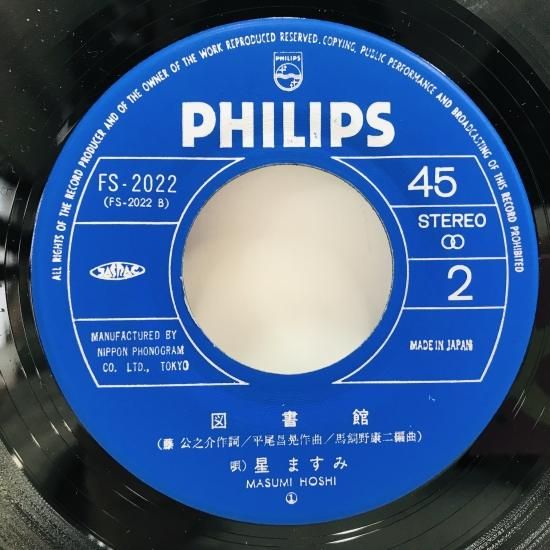 ALL RIGHTS OF THE RECORD PRODUCER AND OF THE OWNER OF THE WORK REPRODUCED RESERVED. COPYING, PUBLIC PERFORMANCE AND BROADCASTING OF THIS RECORD PROHIBITED
PHILIPS
PHILIPS
FS-2022
(FS-2022 B)
45
STEREO
2
JASRAC
MANUFACTURED BY
NIPPON PHONOGRAM
CO. LTD., TOKYO
MADE IN JAPAN
図書館
(藤 公之介作詞/平尾昌晃作曲/馬飼野康二編曲)
唄) 星 ますみ
MASUMI HOSHI
①